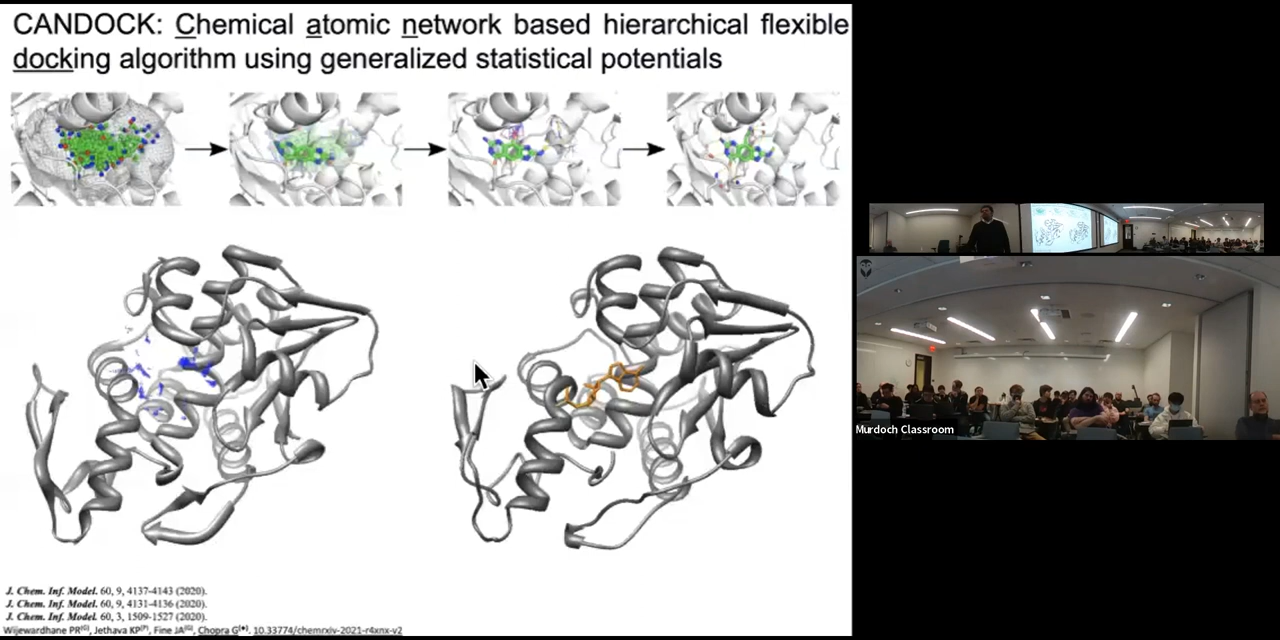 CANDOCK: Chemical atomic network based hierarchical flexible
docking algorithm using generalized statistical potentials
J. Chem. Inf. Model. 60, 9, 4137-4143 (2020).
J. Chem. Inf. Model. 60, 9, 4131-4136 (2020).
J. Chem. Inf. Model. 60, 3, 1509-1527 (2020).
Wijewardhane PR(G), Jethava KP(P), Fine JA(G), Chopra G(*). 10.33774/chemrxiv-2021-r4xnx-v2
Murdoch Classroom